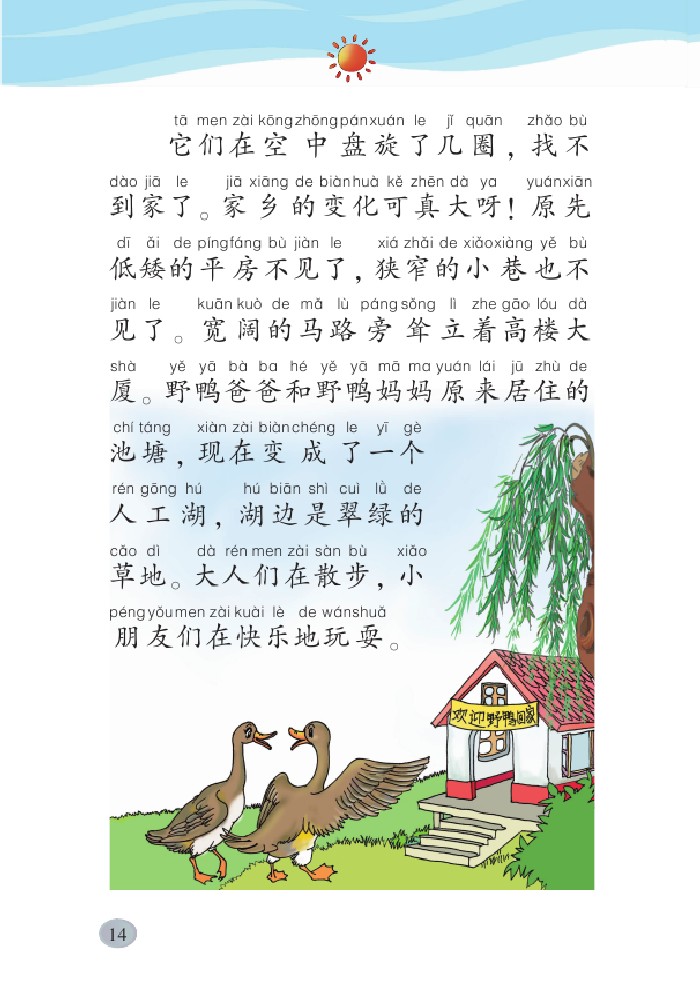 tā men zài kōng zhōng pán xuán le jǐ quān zhǎo bù
它们在空中盘旋了几圈，找不
dào jiā le jiā xiāng de biàn huà kě zhēn dà ya yuán xiān
到家了。家乡的变化可真大呀！原先
dī ǎi de píng fáng bù jiàn le xiá zhǎi de xiǎo xiàng yě bù
低矮的平房不见了，狭窄的小巷也不
jiàn le kuān kuò de mǎ lù páng sǒng lì zhe gāo lóu dà
见了。宽阔的马路旁耸立着高楼大
shà yě yā bà ba hé yě yā mā ma yuán lái jū zhù de
厦。野鸭爸爸和野鸭妈妈原来居住的
chí táng xiàn zài biàn chéng le yī gè
池塘，现在变成了一个
rén gōng hú hú biān shì cuì lǜ de
人工湖，湖边是翠绿的
cǎo dì dà rén men zài sàn bù xiǎo
草地。大人们在散步，小
péng yǒu men zài kuài lè de wán shuǎ
朋友们在快乐地玩耍。
欢迎野鸭回家
14